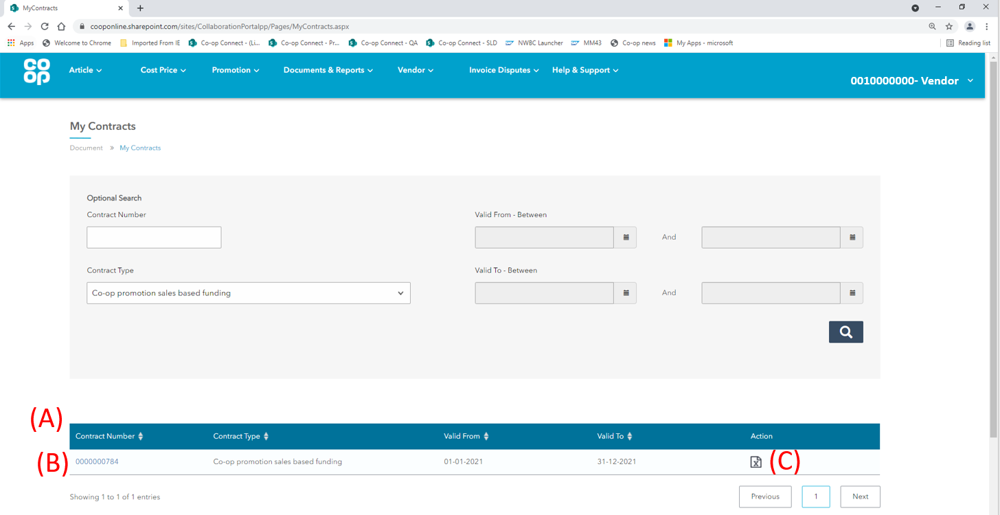 MyContracts
cooponline.sharepoint.com/sites/CollaborationPortalpp/Pages/MyContracts.aspx
Apps Welcome to Chrome Imported From IE Co-op Connect - (Li... Co-op Connect - Pr... Co-op Connect - QA Co-op Connect - SLD NWBC Launcher MM43 Co-op news My Apps - microsoft Reading list
CO
OP
Article Cost Price Promotion Documents & Reports Vendor Invoice Disputes Help & Support
0010000000- Vendor
My Contracts
Document » My Contracts
Optional Search
Contract Number Valid From - Between
And
Contract Type Valid To - Between
Co-op promotion sales based funding And
(A)
Contract Number Valid From Contract Type Valid To Action
(B) 0000000784 Co-op promotion sales based funding 01-01-2021 31-12-2021 (C)
Showing 1 to 1 of 1 entries Previous 1 Next